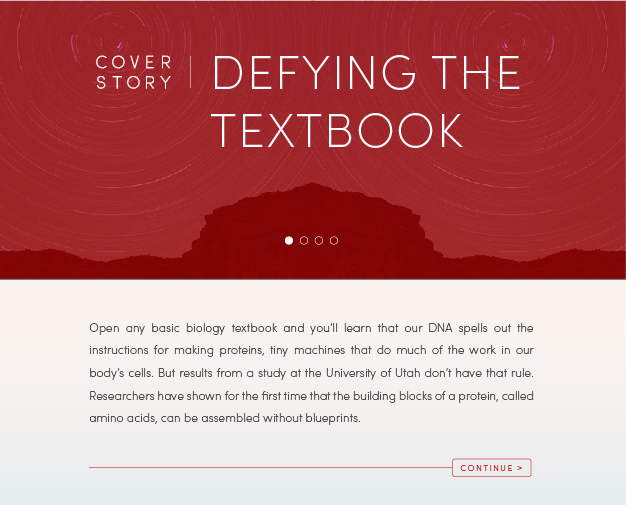 COVER
STORY
DEFYING THE
TEXTBOOK
Open any basic biology textbook and you'll learn that our DNA spells out the
instructions for making proteins, tiny machines that do much of the work in our
body's cells. But results from a study at the University of Utah don't have that rule.
Researchers have shown for the first time that the building blocks of a protein, called
amino acids, can be assembled without blueprints.
CONTINUE >